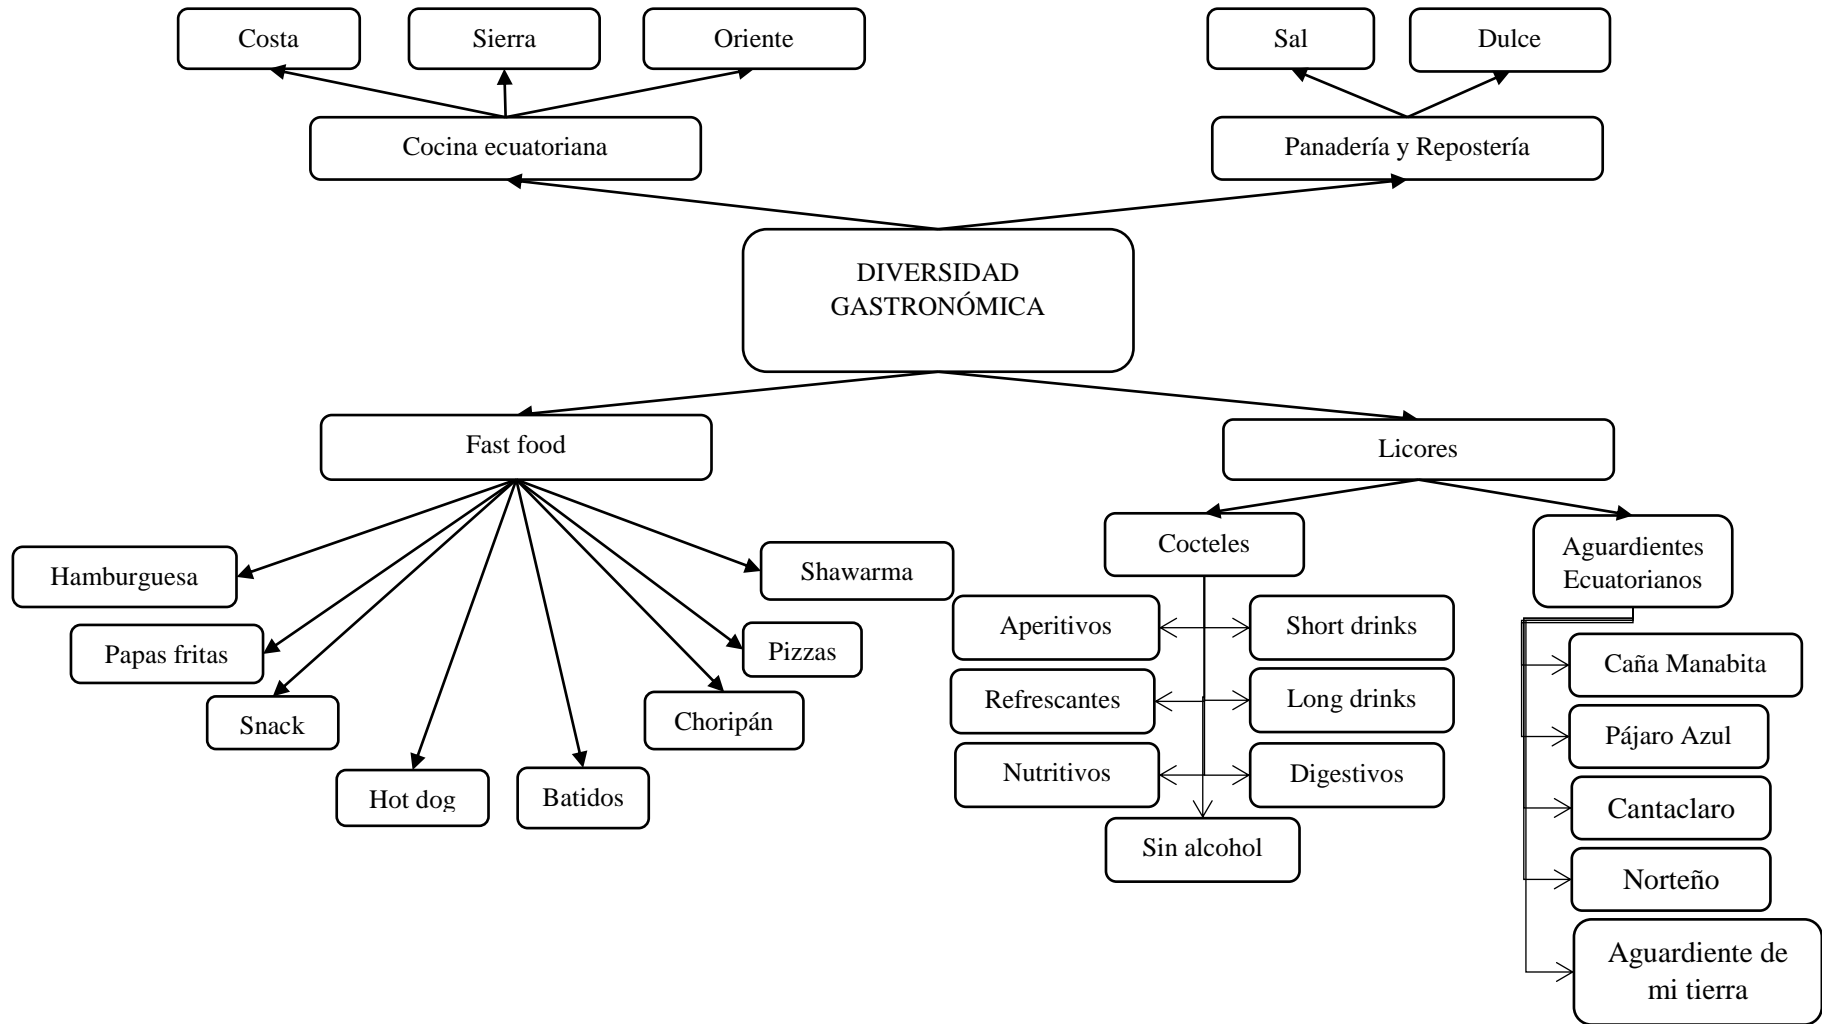 Costa
Sierra
Oriente
Sal
Dulce
Cocina ecuatoriana
Panadería y Repostería
DIVERSIDAD
GASTRONÓMICA
Fast food
Licores
Hamburguesa
Papas fritas
Snack
Hot dog
Batidos
Choripán
Pizzas
Shawarma
Cocteles
Aperitivos
Short drinks
Refrescantes
Long drinks
Nutritivos
Digestivos
Sin alcohol
Aguardientes
Ecuatorianos
Caña Manabita
Pájaro Azul
Cantaclaro
Norteño
Aguardiente de
mi tierra